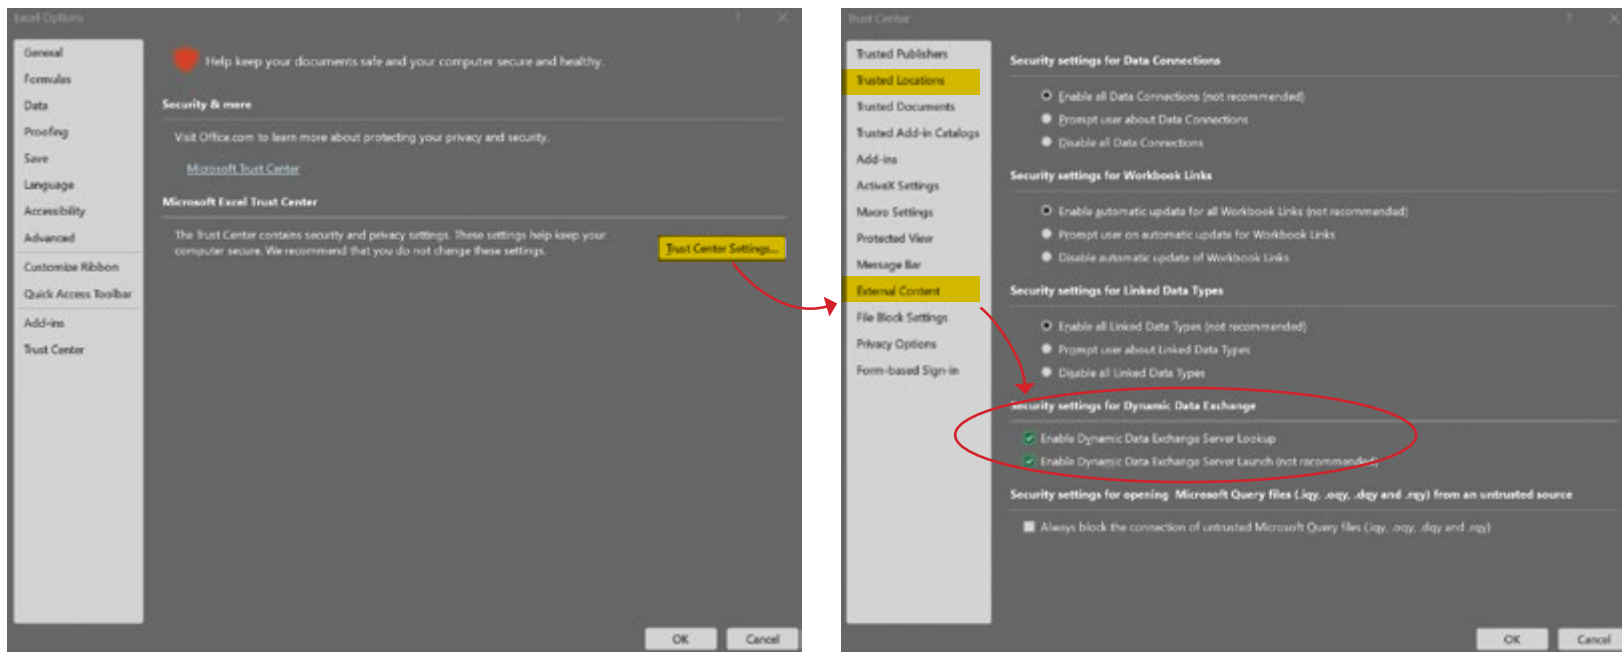 Excel Options
General
Formulas
Data
Proofing
Save
Language
Accessibility
Advanced
Customize Ribbon
Quick Access Toolbar
Add-ins
Trust Center
Help keep your documents safe and your computer secure and healthy.
Security & more
Visit Office.com to learn more about protecting your privacy and security.
Microsoft Trust Center
Microsoft Excel Trust Center
The Trust Center contains security and privacy settings. These settings help keep your
computer secure. We recommend that you do not change these settings.
Trust Center Settings...
OK
Cancel
Trust Center
Trusted Publishers
Trusted Locations
Trusted Documents
Trusted Add-in Catalogs
Add-ins
ActiveX Settings
Macro Settings
Protected View
Message Bar
External Content
File Block Settings
Privacy Options
Form-based Sign-in
Security settings for Data Connections
Enable all Data Connections (not recommended)
Prompt user about Data Connections
Disable all Data Connections
Security settings for Workbook Links
Enable automatic update for all Workbook Links (not recommended)
Prompt user on automatic update for Workbook Links
Disable automatic update of Workbook Links
Security settings for Linked Data Types
Enable all Linked Data Types (not recommended)
Prompt user about Linked Data Types
Disable all Linked Data Types
Security settings for Dynamic Data Exchange
Enable Dynamic Data Exchange Server Lookup
Enable Dynamic Data Exchange Server Launch (not recommended)
Security settings for opening Microsoft Query files (.iqy, .oqy, .dqy and .rqy) from an untrusted source
Always block the connection of untrusted Microsoft Query files (.iqy, .oqy, .dqy and .rqy)
OK
Cancel